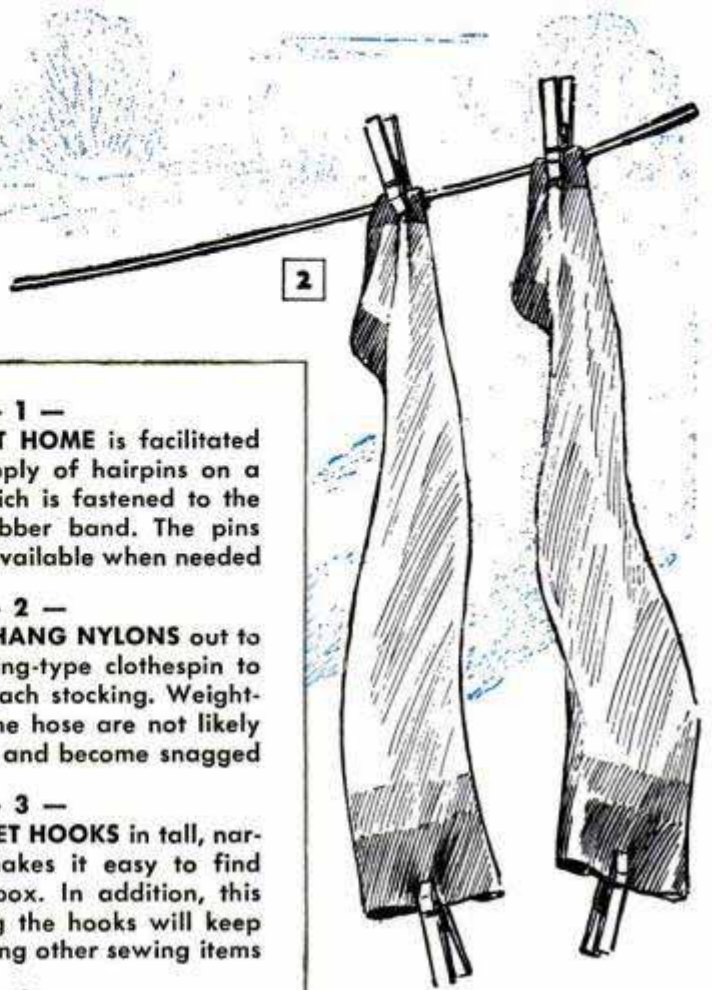 2
- 1 —
T HOME is facilitated
ply of hairpins on a
ich is fastened to the
bber band. The pins
vailable when needed
- 2 —
HANG NYLONS out to
ing-type clothespin to
ach stocking. Weight-
ne hose are not likely
and become snagged
- 3 —
ET HOOKS in tall, nar-
akes it easy to find
box. In addition, this
g the hooks will keep
ng other sewing items